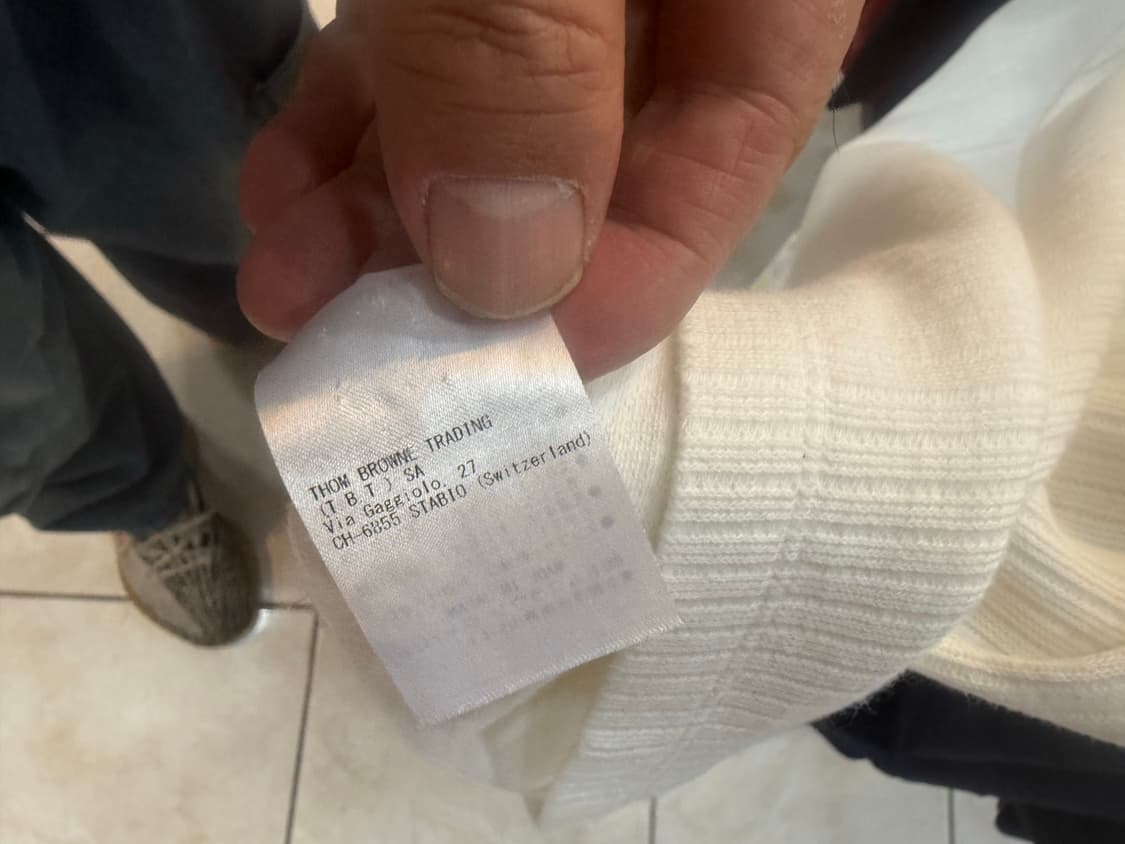 THOM BROWNE TRADING
(T B T ) SA
Via Gaggiolo, 27
CH-6855 STABIO (Switzerland)